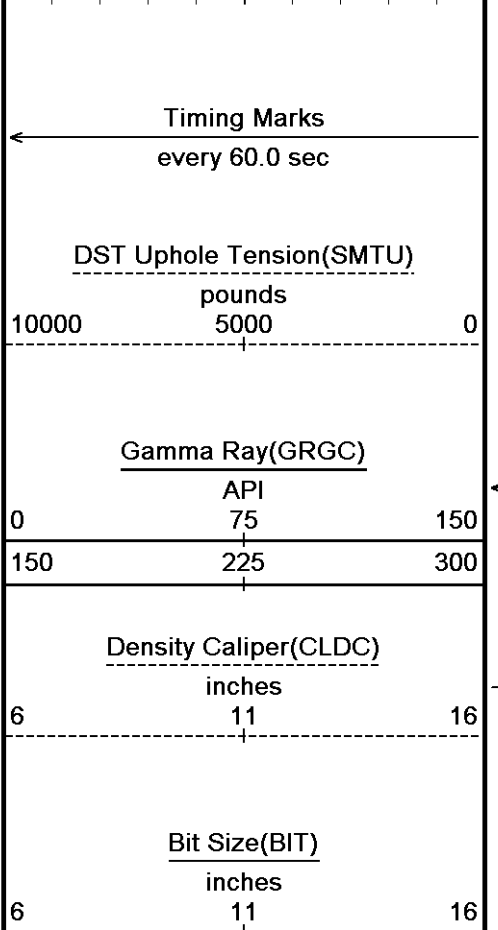 Timing Marks
every 60.0 sec
DST Uphole Tension(SMTU)
pounds
10000 5000 0
Gamma Ray(GRGC)
API
0 75 150
150 225 300
Density Caliper(CLDC)
inches
6 11 16
Bit Size(BIT)
inches
6 11 16